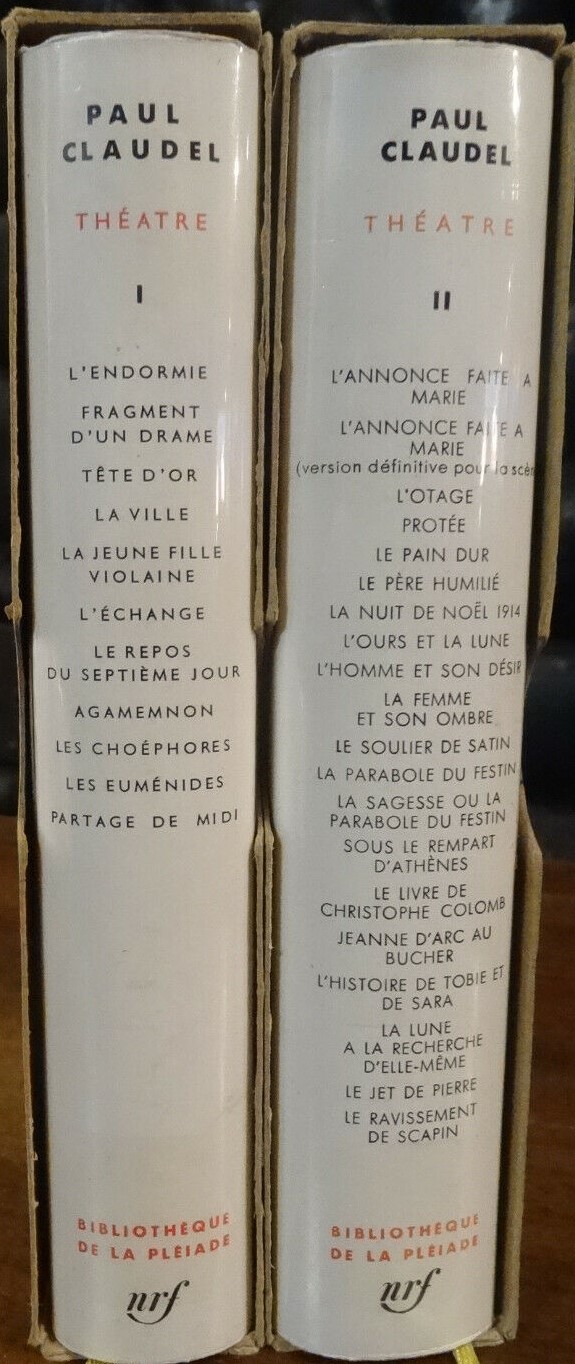 PAUL
CLAUDEL
THÉATRE
I
L'ENDORMIE
FRAGMENT
D'UN DRAME
TÊTE D'OR
LA VILLE
LA JEUNE FILLE
VIOLAINE
L'ÉCHANGE
LE REPOS
DU SEPTIÈME JOUR
AGAMEMNON
LES CHOÉPHORES
LES EUMÉNIDES
PARTAGE DE MIDI
BIBLIOTHÈQUE
DE LA PLÉIADE
nrf
PAUL
CLAUDEL
THÉATRE
II
L'ANNONCE FAITE A
MARIE
L'ANNONCE FAITE A
MARIE
(version définitive pour la scèn
L'OTAGE
PROTÉE
LE PAIN DUR
LE PÈRE HUMILIÉ
LA NUIT DE NOËL 1914
L'OURS ET LA LUNE
L'HOMME ET SON DÉSIR
LA FEMME
ET SON OMBRE
LE SOULIER DE SATIN
LA PARABOLE DU FESTIN
LA SAGESSE OU LA
PARABOLE DU FESTIN
SOUS LE REMPART
D'ATHÈNES
LE LIVRE DE
CHRISTOPHE COLOMB
JEANNE D'ARC AU
BUCHER
L'HISTOIRE DE TOBIE ET
DE SARA
LA LUNE
A LA RECHERCHE
D'ELLE-MÊME
LE JET DE PIERRE
LE RAVISSEMENT
DE SCAPIN
BIBLIOTHÈQUE
DE LA PLÉIADE
nrf